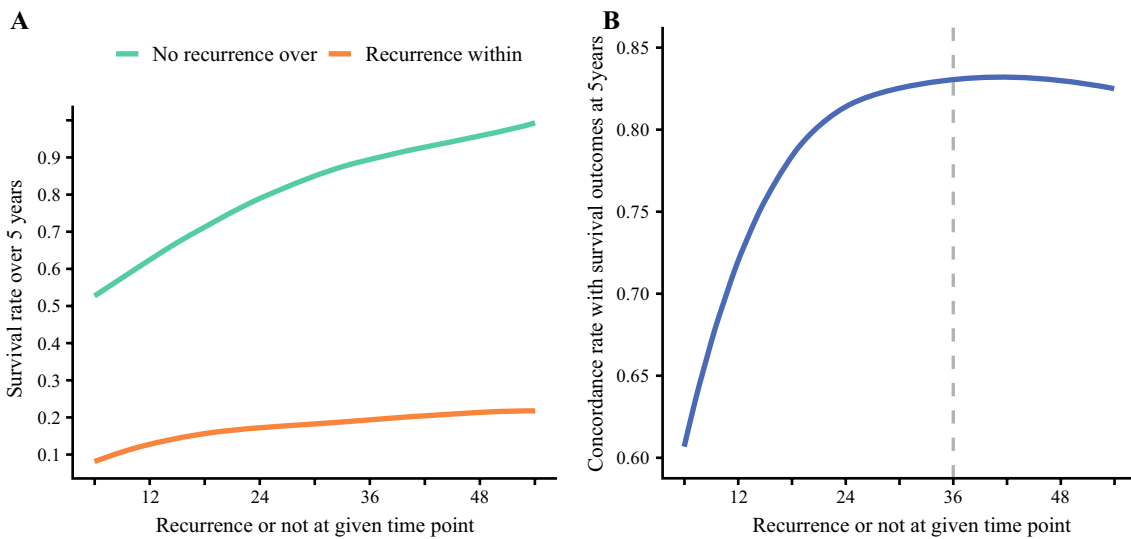 A
No recurrence over Recurrence within
Survival rate over 5 years
0.9
0.8
0.7
0.6
0.5
0.4
0.3
0.2
0.1
12 24 36 48
Recurrence or not at given time point
B
Concordance rate with survival outcomes at 5years
0.85
0.80
0.75
0.70
0.65
0.60
12 24 36 48
Recurrence or not at given time point